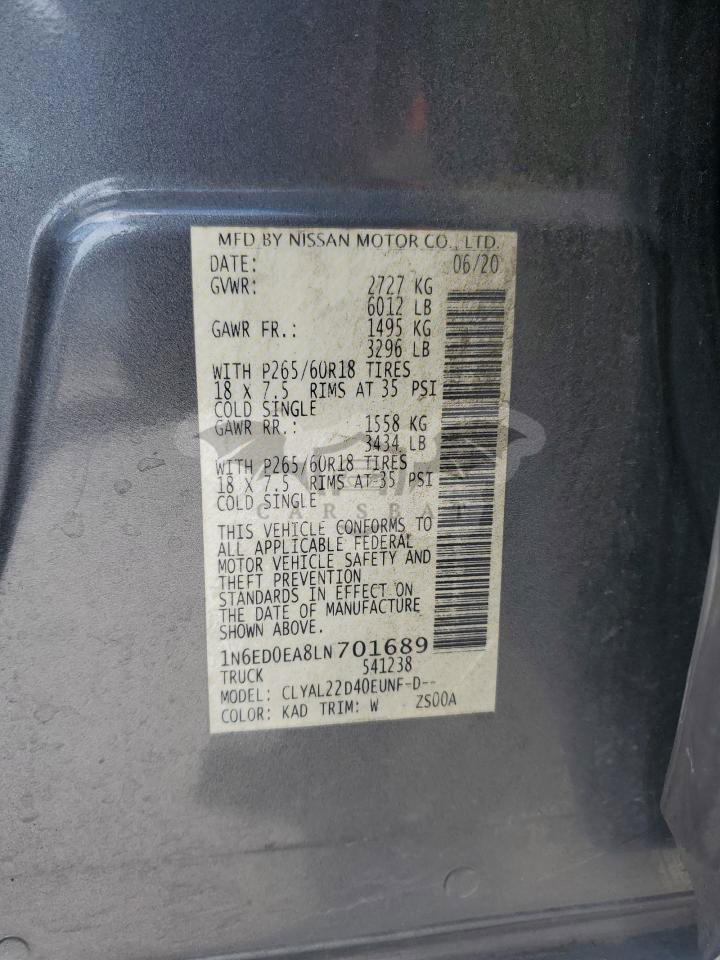 MFD BY NISSAN MOTOR CO., LTD.
DATE: 06/20
GVWR: 2727 KG
6012 LB
GAWR FR.: 1495 KG
3296 LB
WITH P265/60R18 TIRES
18 X 7.5 RIMS AT 35 PSI
COLD SINGLE
GAWR RR.: 1558 KG
3434 LB
WITH P265/60R18 TIRES
18 X 7.5 RIMS AT 35 PSI
COLD SINGLE
CARSBAT
THIS VEHICLE CONFORMS TO
ALL APPLICABLE FEDERAL
MOTOR VEHICLE SAFETY AND
THEFT PREVENTION
STANDARDS IN EFFECT ON
THE DATE OF MANUFACTURE
SHOWN ABOVE.
1N6ED0EA8LN701689
TRUCK 541238
MODEL: CLYAL22D40EUNF-D--
COLOR: KAD TRIM: W ZS00A